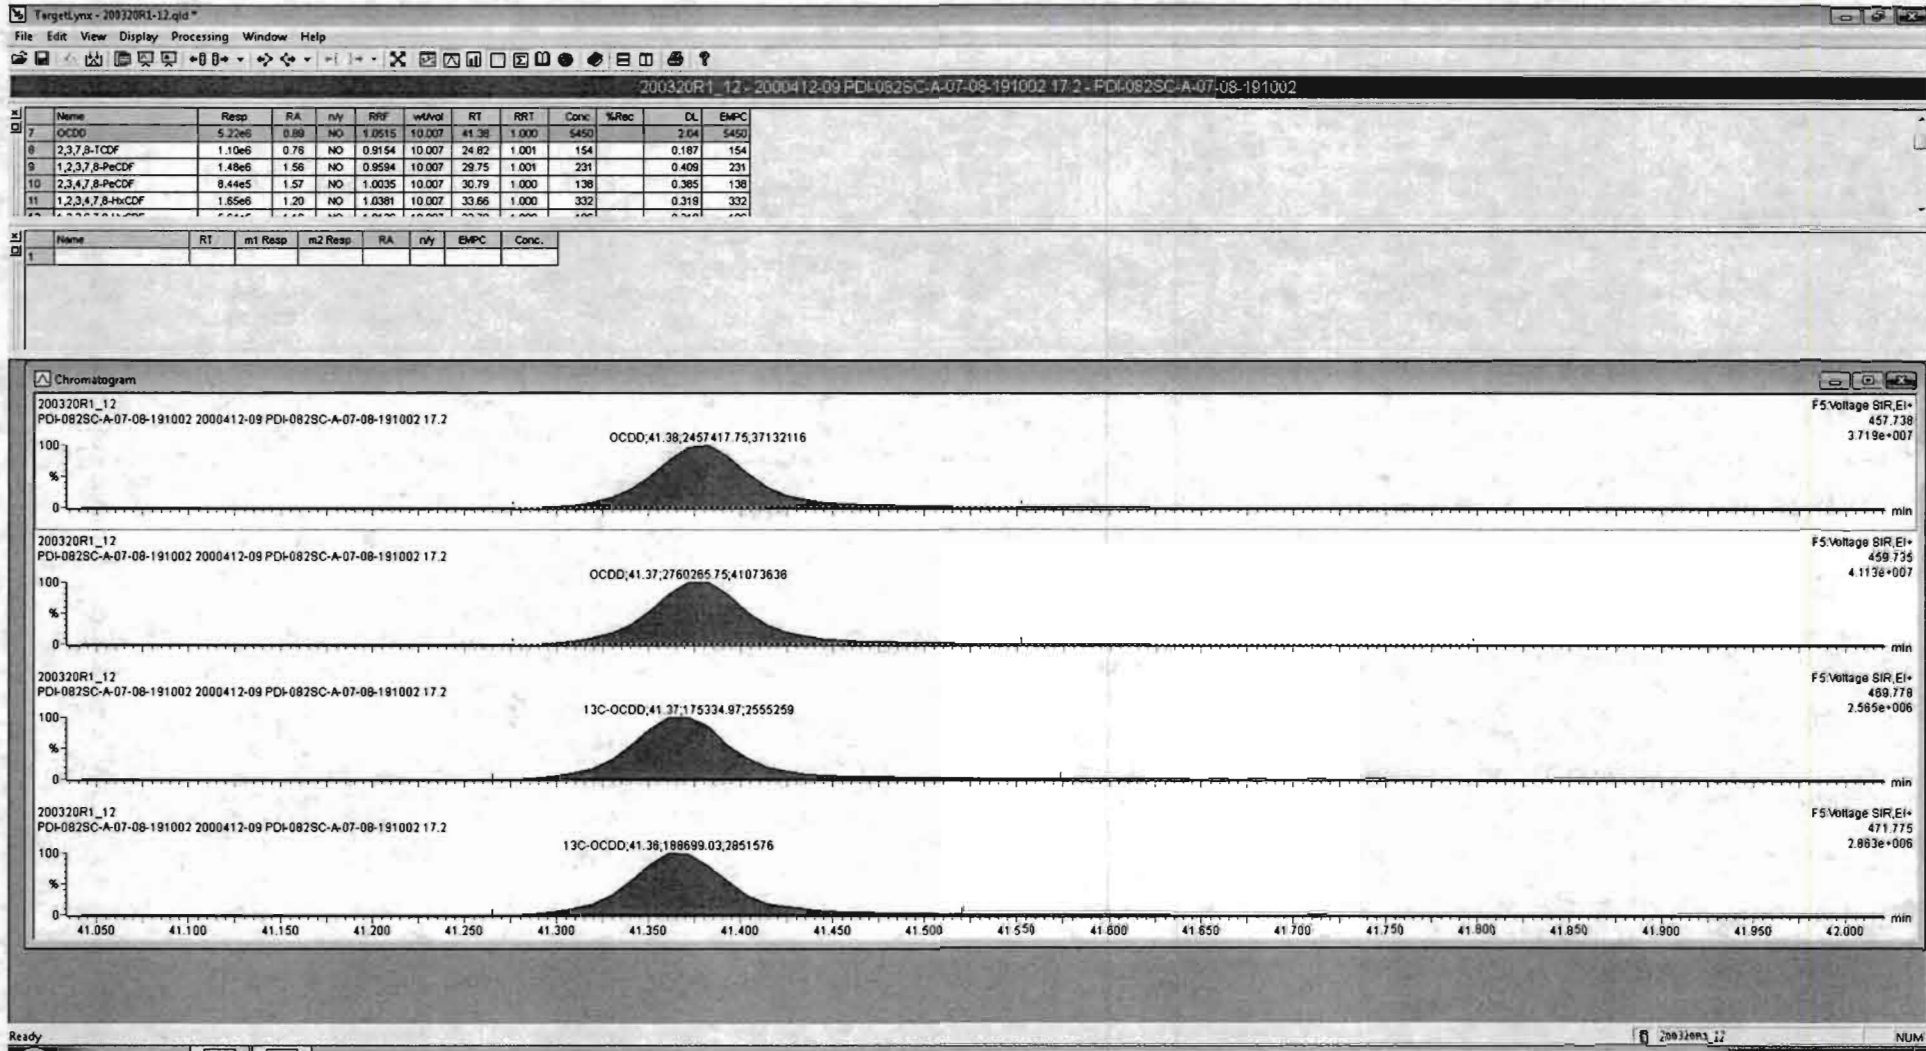 TargetLynx - 200320R1-12.qld *
File Edit View Display Processing Window Help
200320R1_12 - 2000412-09 PDI-082SC-A-07-08-191002 17.2 - PDI-082SC-A-07-08-191002
Name Resp RA n/y RRF wt/vol RT RRT Conc %Rec DL EMPC
7 OCDD 5.22e6 0.89 NO 1.0515 10.007 41.38 1.000 5450 2.04 5450
8 2,3,7,8-TCDF 1.10e6 0.76 NO 0.9154 10.007 24.82 1.001 154 0.187 154
9 1,2,3,7,8-PeCDF 1.48e6 1.56 NO 0.9594 10.007 29.75 1.001 231 0.409 231
10 2,3,4,7,8-PeCDF 8.44e5 1.57 NO 1.0035 10.007 30.79 1.000 138 0.385 138
11 1,2,3,4,7,8-HxCDF 1.65e6 1.20 NO 1.0381 10.007 33.66 1.000 332 0.319 332
Name RT m1 Resp m2 Resp RA n/y EMPC Conc.
1
Chromatogram
200320R1_12 F5:Voltage SIR,EI+
PDI-082SC-A-07-08-191002 2000412-09 PDI-082SC-A-07-08-191002 17.2 457.738
3.719e+007
OCDD;41.38;2457417.75;37132116
100
%
0
min
200320R1_12 F5:Voltage SIR,EI+
PDI-082SC-A-07-08-191002 2000412-09 PDI-082SC-A-07-08-191002 17.2 459.735
4.113e+007
OCDD;41.37;2760265.75;41073636
100
%
0
min
200320R1_12 F5:Voltage SIR,EI+
PDI-082SC-A-07-08-191002 2000412-09 PDI-082SC-A-07-08-191002 17.2 469.778
2.565e+006
13C-OCDD;41.37;175334.97;2555259
100
%
0
min
200320R1_12 F5:Voltage SIR,EI+
PDI-082SC-A-07-08-191002 2000412-09 PDI-082SC-A-07-08-191002 17.2 471.775
2.863e+006
13C-OCDD;41.36;188699.03;2851576
100
%
0
min
41.050 41.100 41.150 41.200 41.250 41.300 41.350 41.400 41.450 41.500 41.550 41.600 41.650 41.700 41.750 41.800 41.850 41.900 41.950 42.000
Ready 200320R1_12 NUM